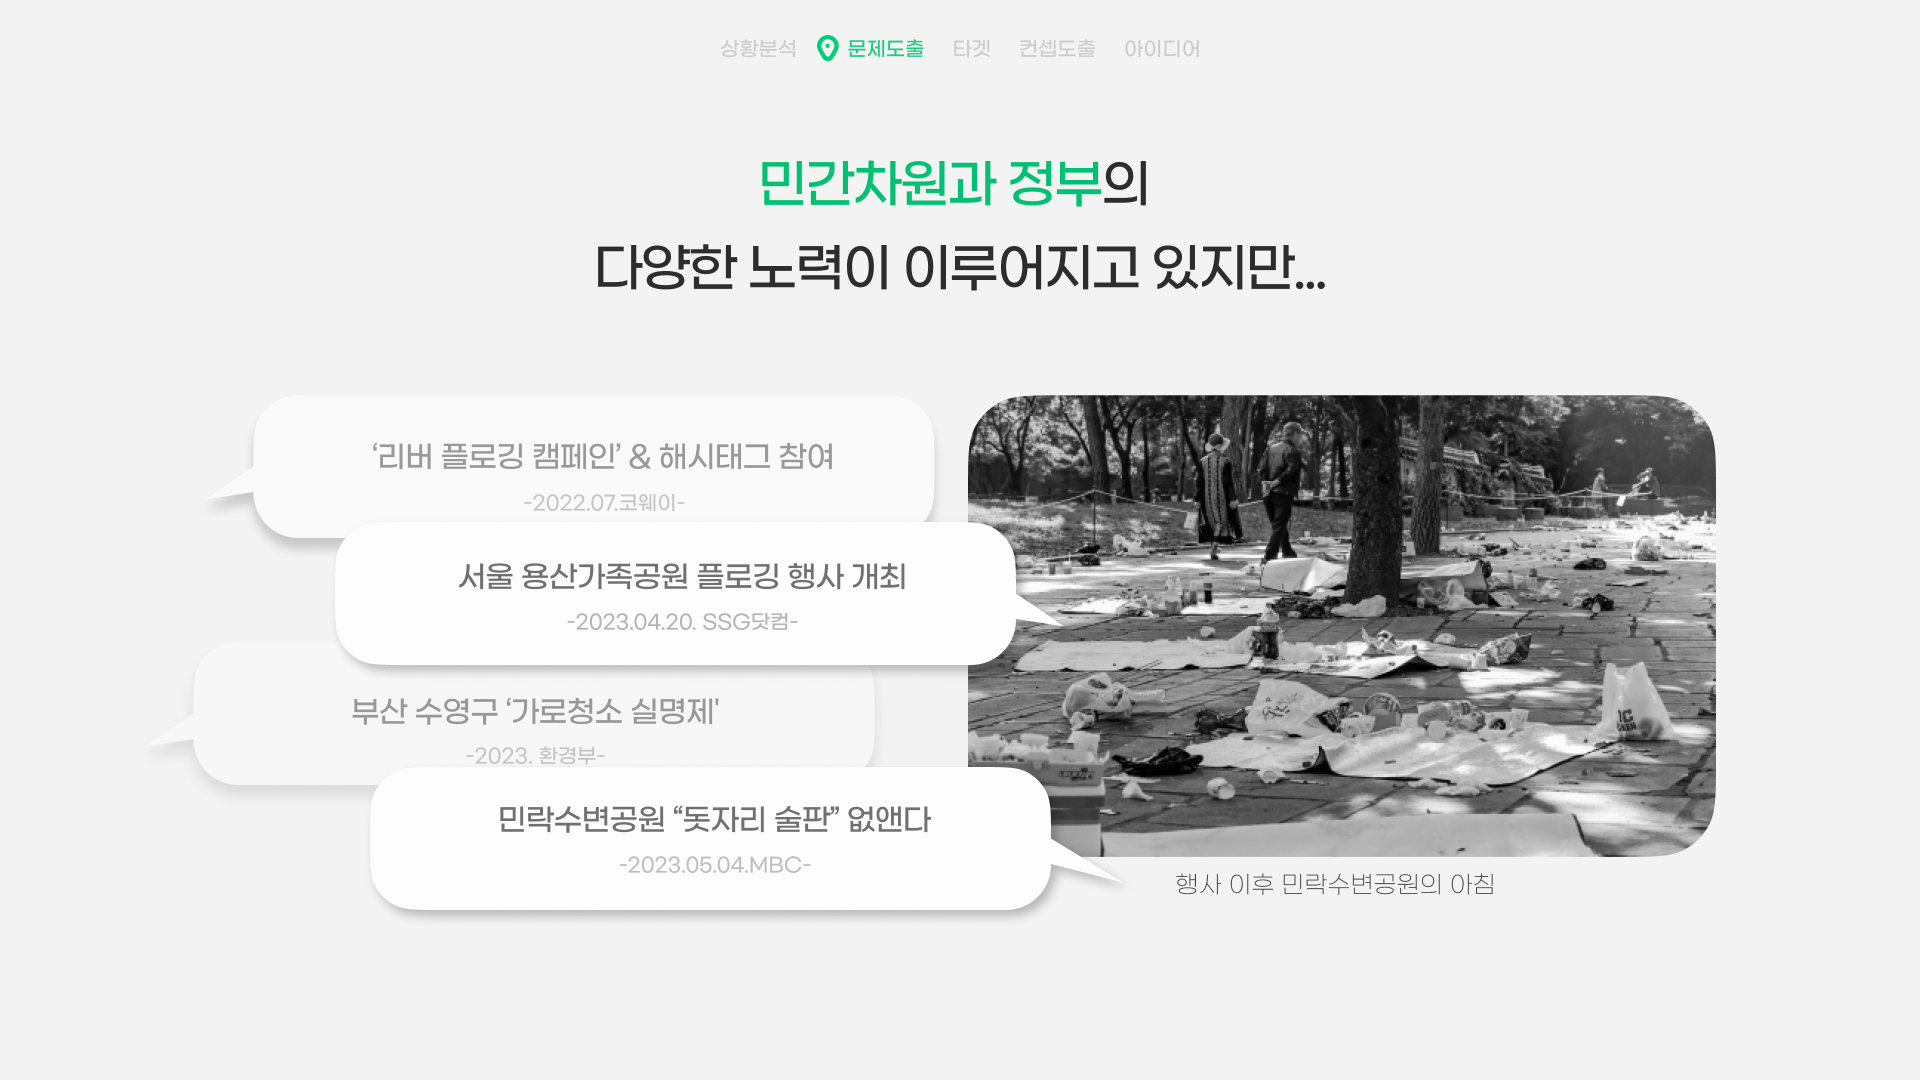 상황분석 문제도출 타겟 컨셉도출 아이디어
민간차원과 정부의
다양한 노력이 이루어지고 있지만...
‘리버 플로깅 캠페인’ & 해시태그 참여
-2022.07.코웨이-
서울 용산가족공원 플로깅 행사 개최
-2023.04.20. SSG닷컴-
부산 수영구 ‘가로청소 실명제'
-2023. 환경부-
민락수변공원 “돗자리 술판” 없앤다
-2023.05.04.MBC-
행사 이후 민락수변공원의 아침